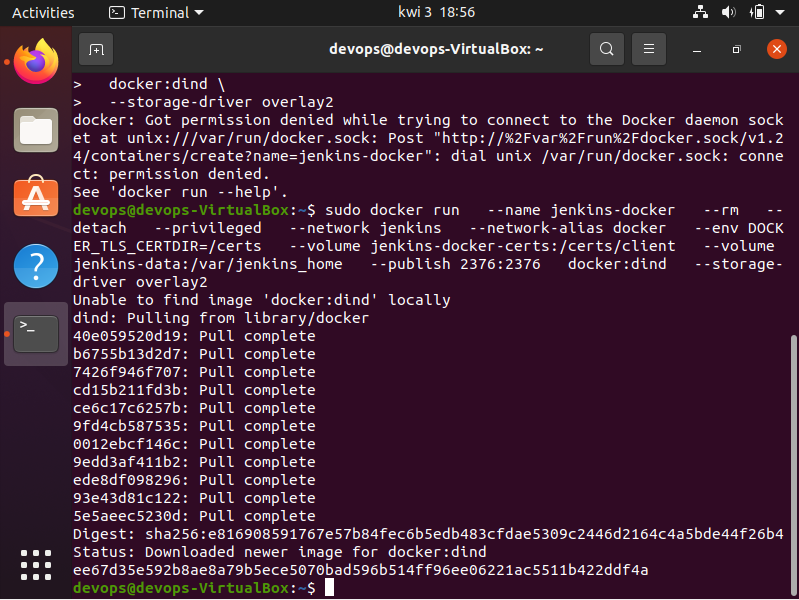 Activities
Terminal
kwi 3 18:56
devops@devops-VirtualBox: ~
>   docker:dind \
>   --storage-driver overlay2
docker: Got permission denied while trying to connect to the Docker daemon sock
et at unix:///var/run/docker.sock: Post "http://%2Fvar%2Frun%2Fdocker.sock/v1.2
4/containers/create?name=jenkins-docker": dial unix /var/run/docker.sock: conne
ct: permission denied.
See 'docker run --help'.
devops@devops-VirtualBox:~$ sudo docker run   --name jenkins-docker   --rm   --
detach   --privileged   --network jenkins   --network-alias docker   --env DOCK
ER_TLS_CERTDIR=/certs   --volume jenkins-docker-certs:/certs/client   --volume
jenkins-data:/var/jenkins_home   --publish 2376:2376   docker:dind   --storage-
driver overlay2
Unable to find image 'docker:dind' locally
dind: Pulling from library/docker
40e059520d19: Pull complete
b6755b13d2d7: Pull complete
7426f946f707: Pull complete
cd15b211fd3b: Pull complete
ce6c17c6257b: Pull complete
9fd4cb587535: Pull complete
0012ebcf146c: Pull complete
9edd3af411b2: Pull complete
ede8df098296: Pull complete
93e43d81c122: Pull complete
5e5aeec5230d: Pull complete
Digest: sha256:e816908591767e57b84fec6b5edb483cfdae5309c2446d2164c4a5bde44f26b4
Status: Downloaded newer image for docker:dind
ee67d35e592b8ae8a79b5ece5070bad596b514ff96ee06221ac5511b422ddf4a
devops@devops-VirtualBox:~$